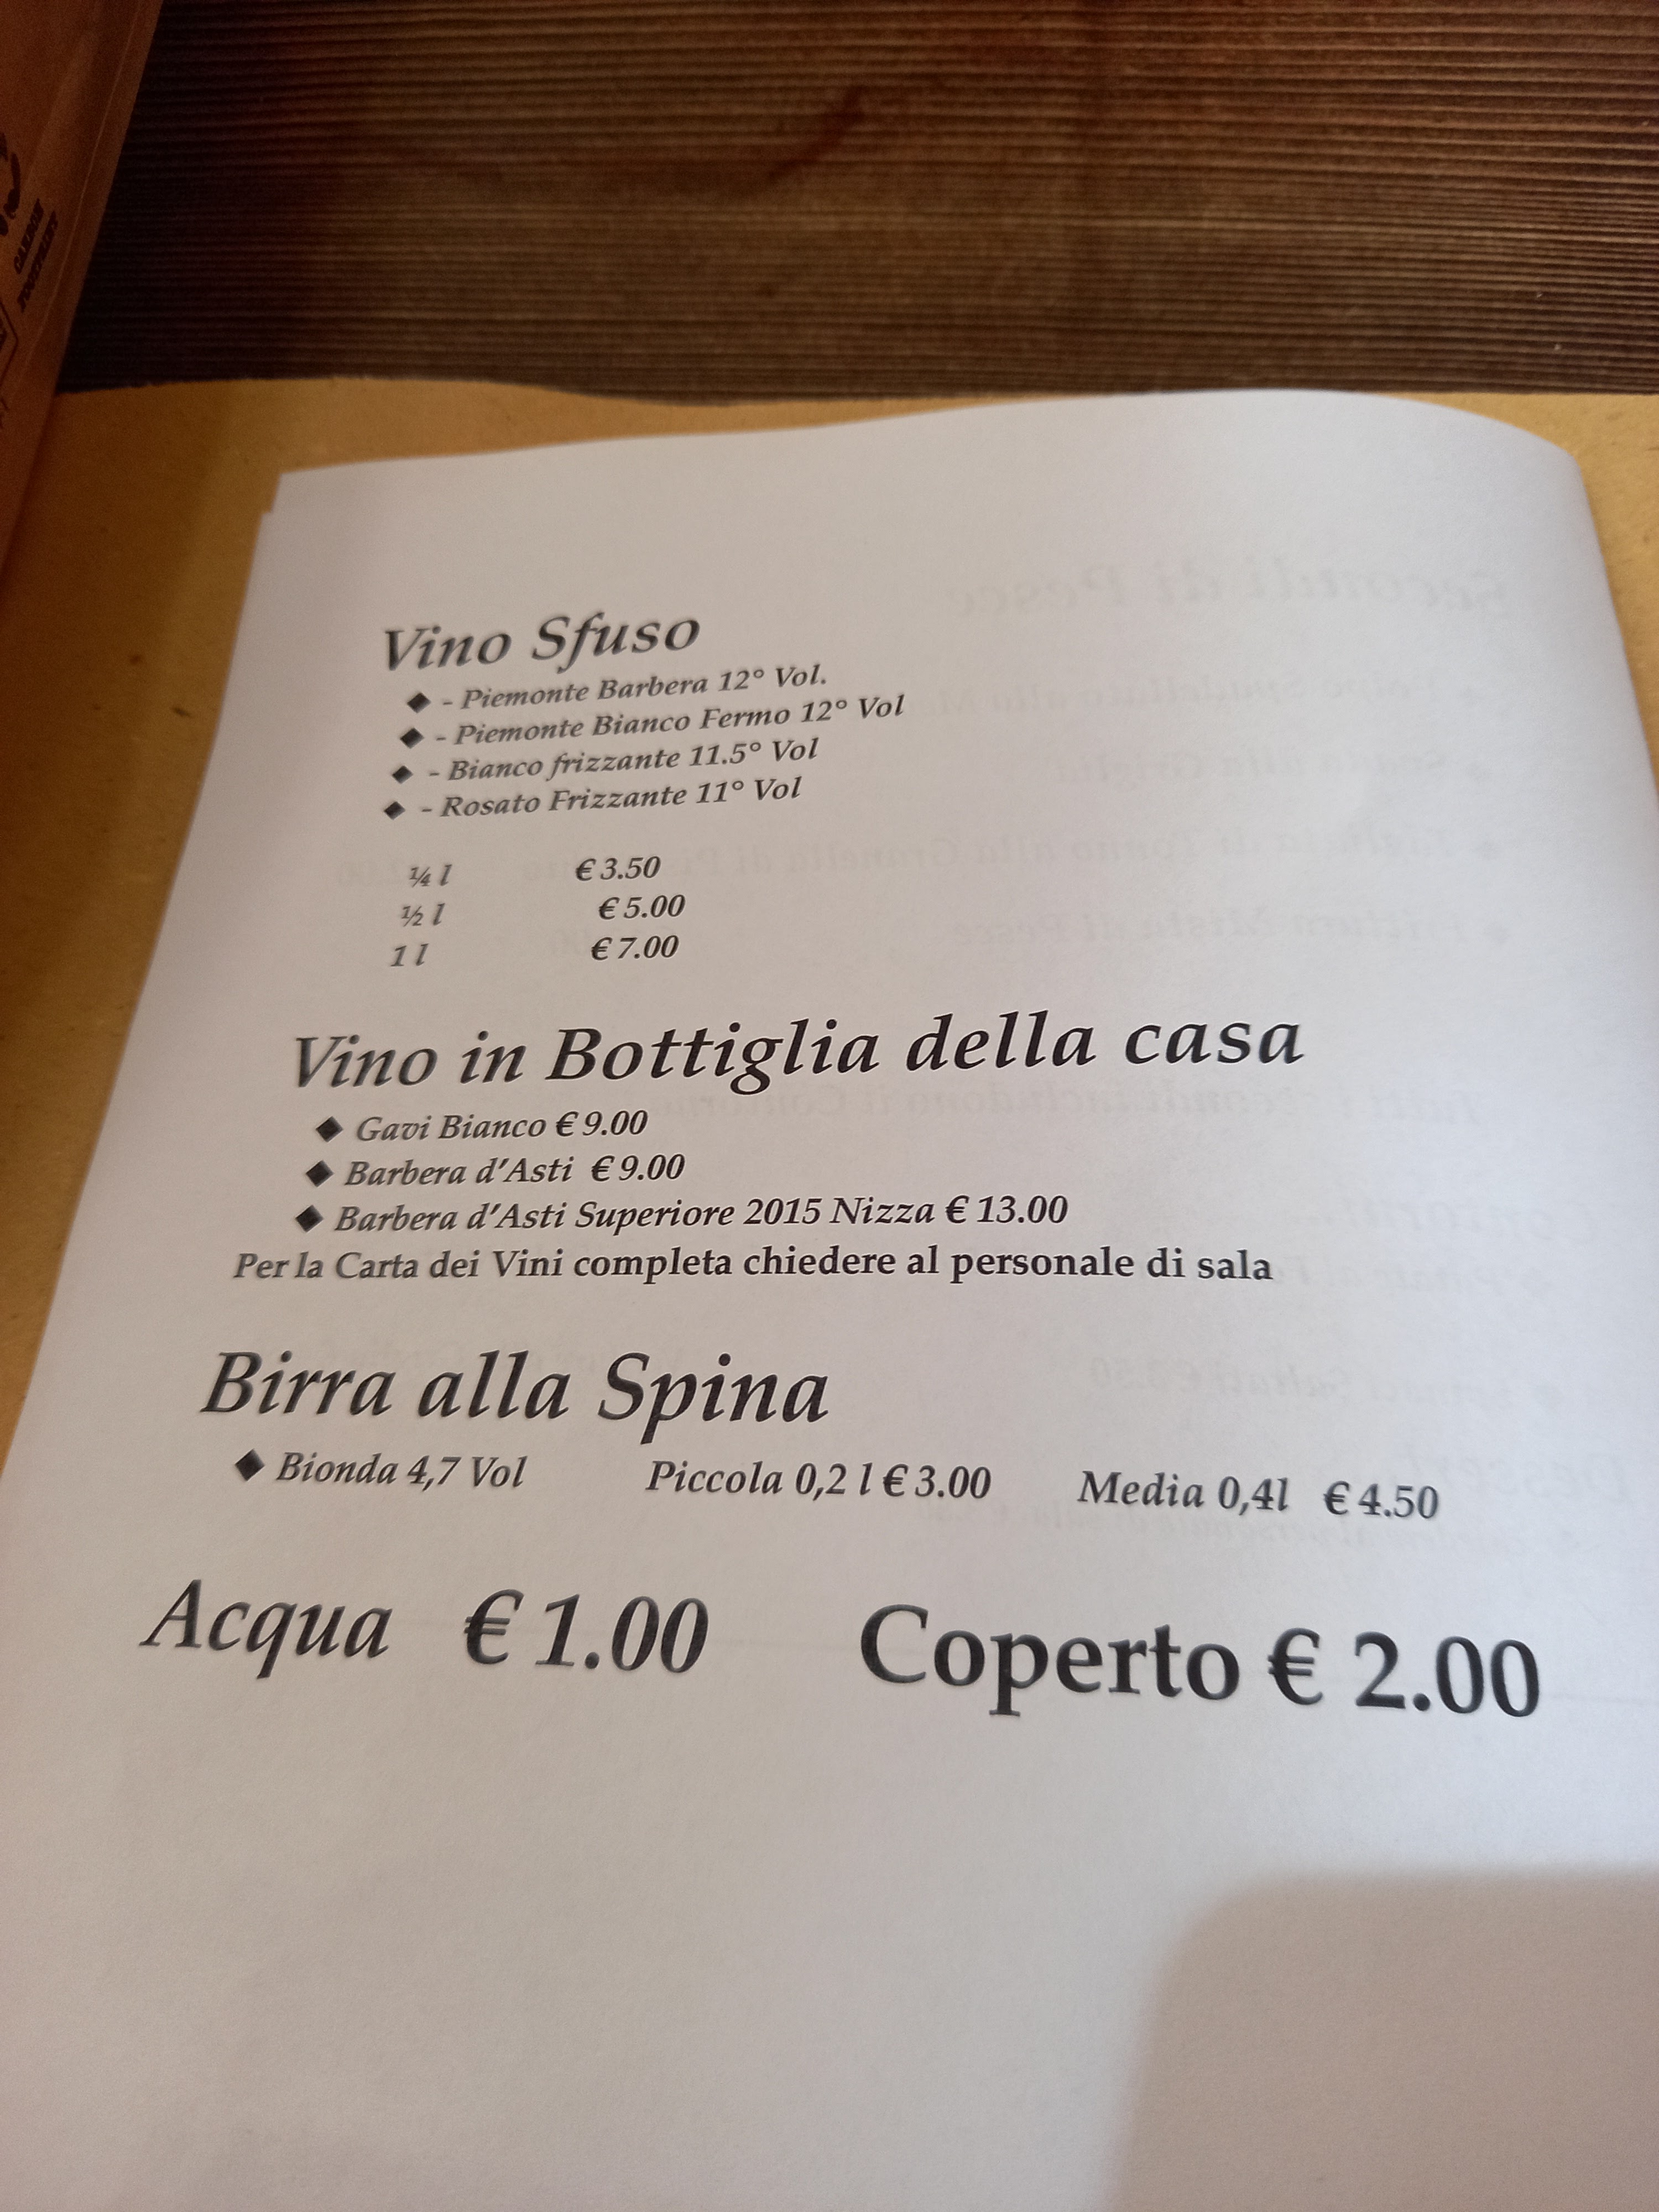 Vino Sfuso
◆ - Piemonte Barbera 12° Vol.
◆ - Piemonte Bianco Fermo 12° Vol
◆ - Bianco frizzante 11.5° Vol
◆ - Rosato Frizzante 11° Vol
¼ l € 3.50
½ l € 5.00
1 l € 7.00
Vino in Bottiglia della casa
◆ Gavi Bianco € 9.00
◆ Barbera d'Asti € 9.00
◆ Barbera d'Asti Superiore 2015 Nizza € 13.00
Per la Carta dei Vini completa chiedere al personale di sala
Birra alla Spina
◆ Bionda 4,7 Vol Piccola 0,2 l € 3.00 Media 0,4l € 4.50
Acqua € 1.00 Coperto € 2.00